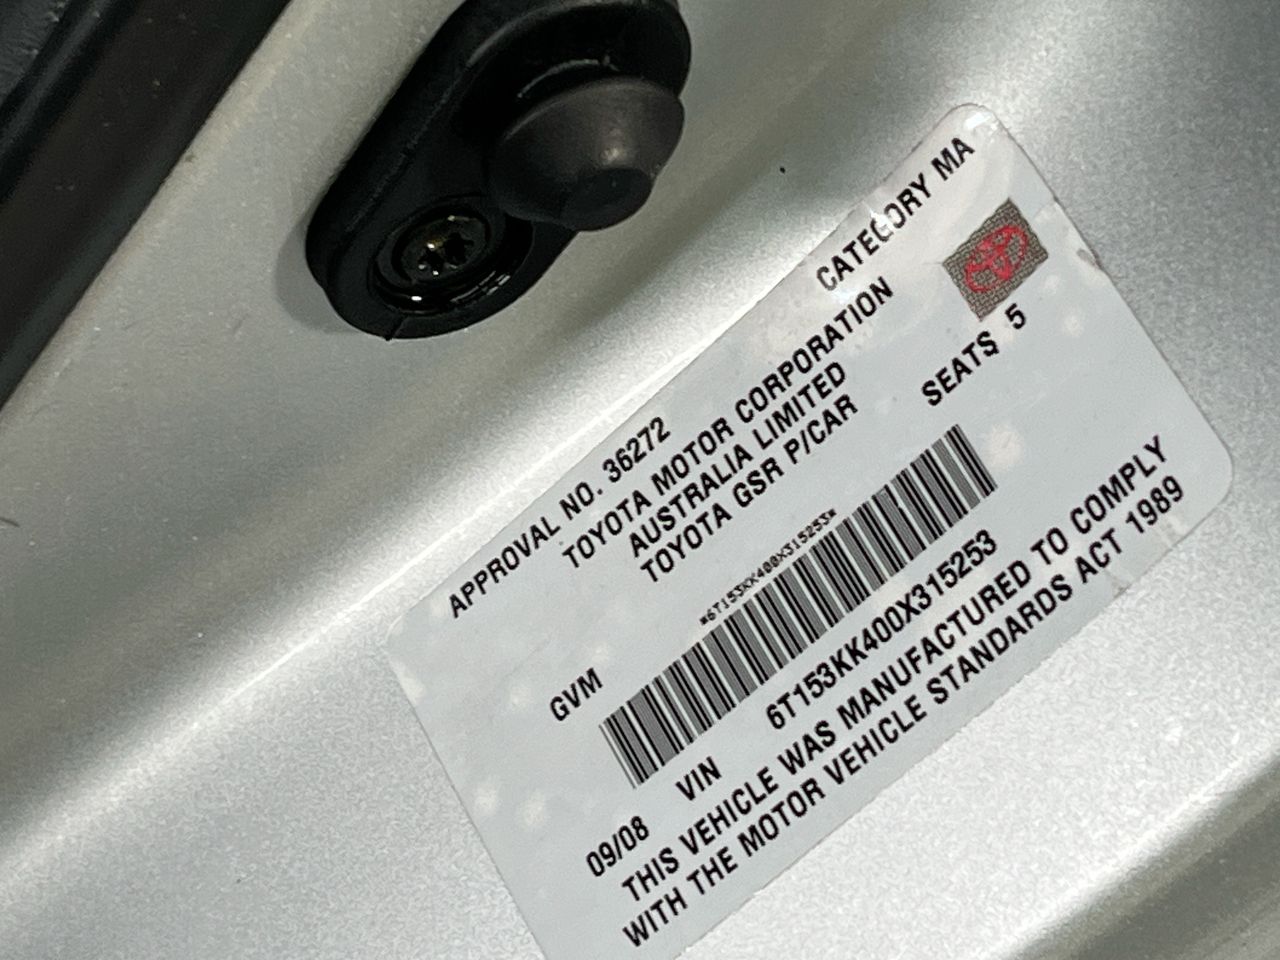 APPROVAL NO. 36272 CATEGORY MA
TOYOTA MOTOR CORPORATION
AUSTRALIA LIMITED
TOYOTA GSR P/CAR SEATS 5
*6T153KK400X315253*
GVM
VIN 6T153KK400X315253
09/08
THIS VEHICLE WAS MANUFACTURED TO COMPLY
WITH THE MOTOR VEHICLE STANDARDS ACT 1989